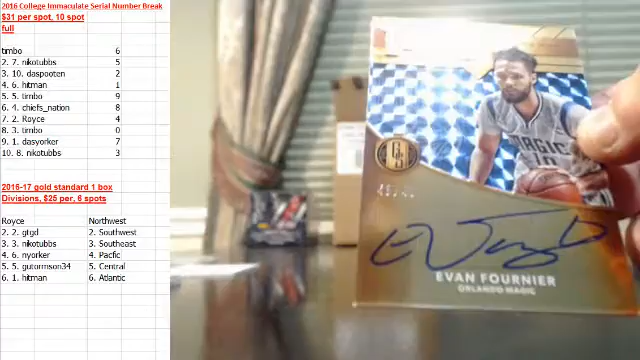 2016 College Immaculate Serial Number Break
$31 per spot, 10 spot
full
timbo 6
2. 7. nikotubbs 5
3. 10. daspooten 2
4. 6. hitman 1
5. 5. timbo 9
6. 4. chiefs_nation 8
7. 2. Royce 4
8. 3. timbo 0
9. 1. dasyorker 7
10. 8. nikotubbs 3
2016-17 gold standard 1 box
Divisions, $25 per, 6 spots
Royce Northwest
2. 2. gtgd 2. Southwest
3. 3. nikotubbs 3. Southeast
4. 6. nyorker 4. Pacfic
5. 5. gutormson34 5. Central
6. 1. hitman 6. Atlantic
GS
MAGIC
10
EVAN FOURNIER
ORLANDO MAGIC